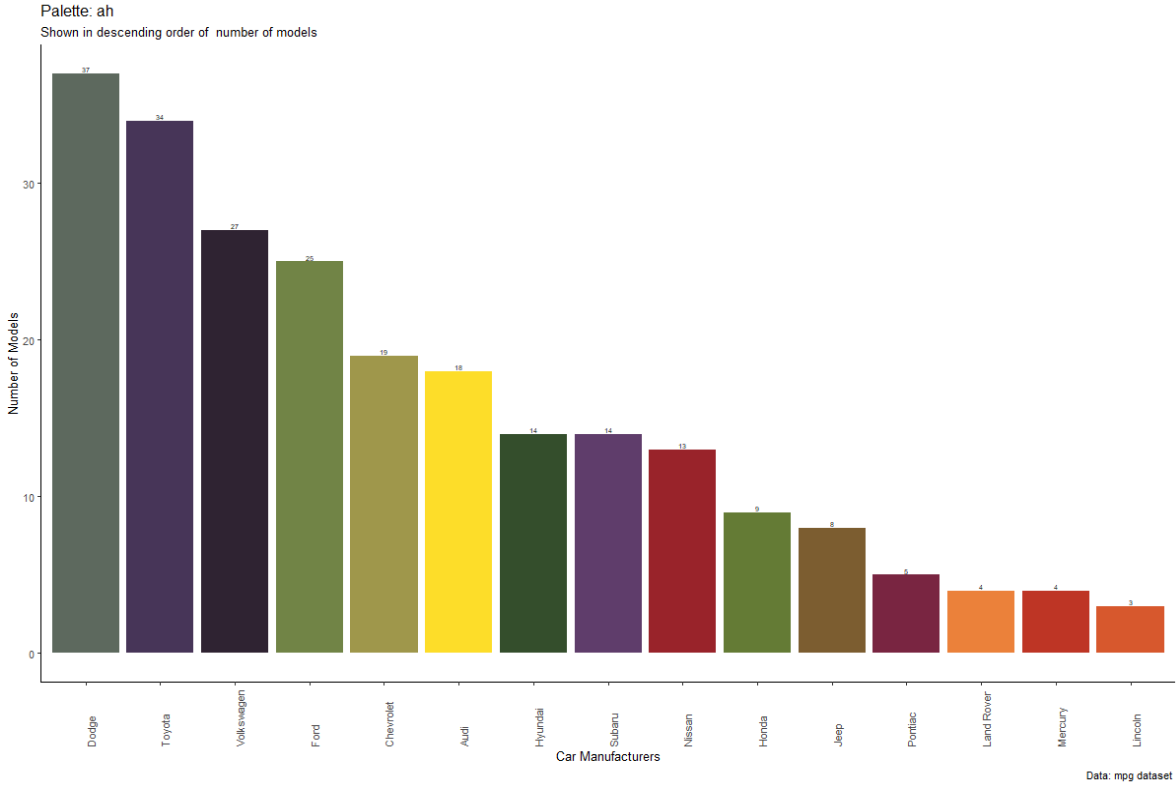 Palette: ah
Shown in descending order of  number of models
Number of Models
30
20
10
0
37
34
27
25
19
18
14
14
13
9
8
5
4
4
3
Dodge
Toyota
Volkswagen
Ford
Chevrolet
Audi
Hyundai
Subaru
Nissan
Honda
Jeep
Pontiac
Land Rover
Mercury
Lincoln
Car Manufacturers
Data: mpg dataset